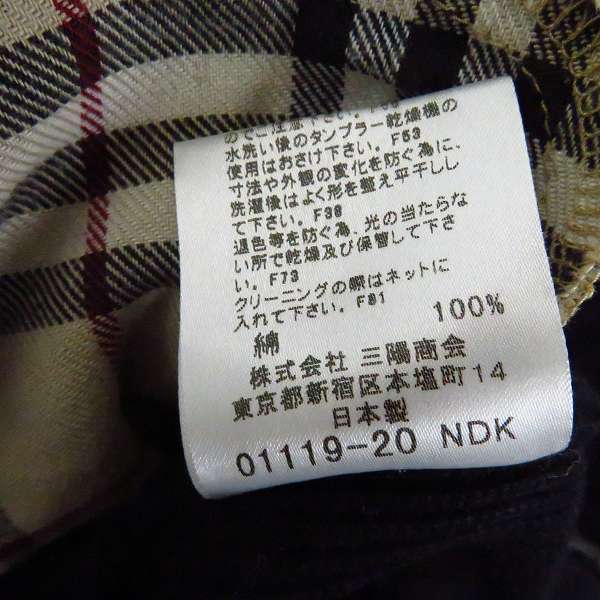 のでご注意下さい。F
水洗い後のタンブラー乾燥機の
使用はおさけ下さい。F53
寸法や外観の変化を防ぐ為に、
洗濯後はよく形を整え平干しし
て下さい。F38
退色等を防ぐ為、光の当たらな
い所で乾燥及び保管して下さ
い。F73
クリーニングの際はネットに
入れて下さい。F81
綿 100%
株式会社 三陽商会
東京都新宿区本塩町14
日本製
01119-20 NDK